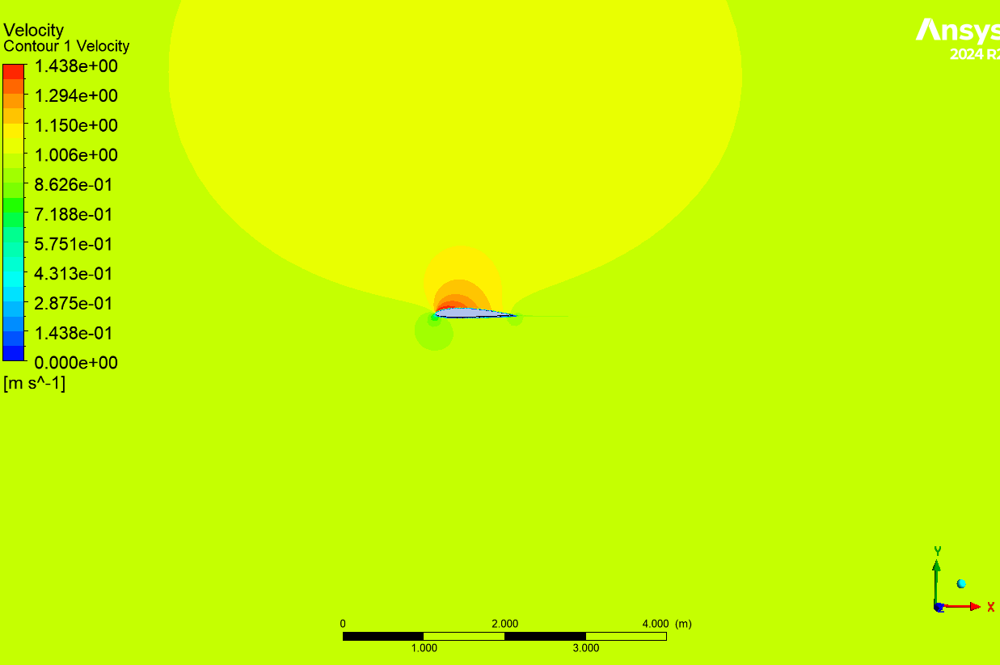 Velocity
Contour 1 Velocity
1.438e+00
1.294e+00
1.150e+00
1.006e+00
8.626e-01
7.188e-01
5.751e-01
4.313e-01
2.875e-01
1.438e-01
0.000e+00
[m s^-1]
Ansys
2024 R2
Y
X
0 2.000 4.000 (m)
1.000 3.000